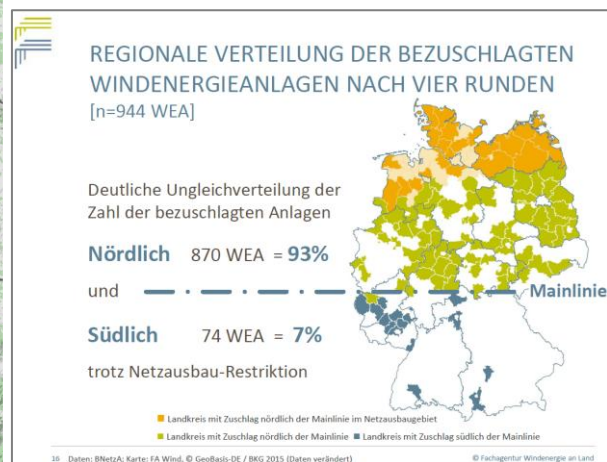 REGIONALE VERTEILUNG DER BEZUSCHLAGTEN
WINDENERGIEANLAGEN NACH VIER RUNDEN
[n=944 WEA]
Deutliche Ungleichverteilung der
Zahl der bezuschlagten Anlagen
Nördlich 870 WEA = 93%
und
Mainlinie
Südlich 74 WEA = 7%
trotz Netzausbau-Restriktion
Landkreis mit Zuschlag nördlich der Mainlinie im Netzausbaugebiet
Landkreis mit Zuschlag nördlich der Mainlinie Landkreis mit Zuschlag südlich der Mainlinie
16 Daten: BNetzA; Karte: FA Wind, © GeoBasis-DE / BKG 2015 (Daten verändert) © Fachagentur Windenergie an Land